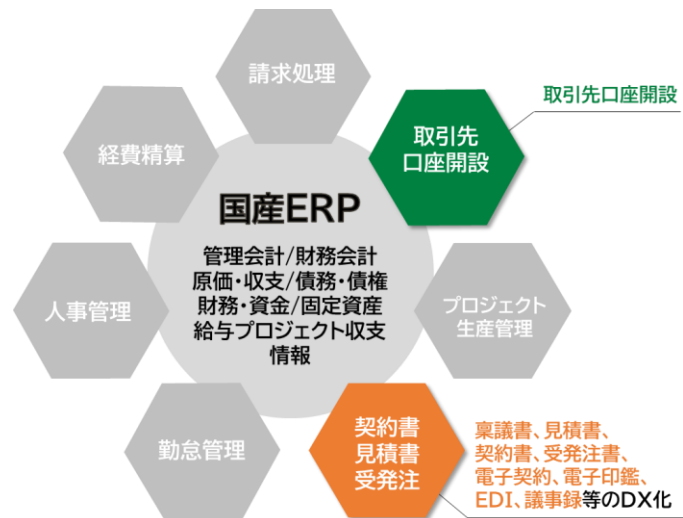 請求処理
取引先口座開設
取引先
口座開設
経費精算
国産ERP
管理会計/財務会計
原価・収支/債務・債権
財務・資金/固定資産
給与プロジェクト収支
情報
人事管理
プロジェクト
生産管理
勤怠管理
契約書
見積書
受発注
稟議書、見積書、
契約書、受発注書、
電子契約、電子印鑑、
EDI、議事録等のDX化